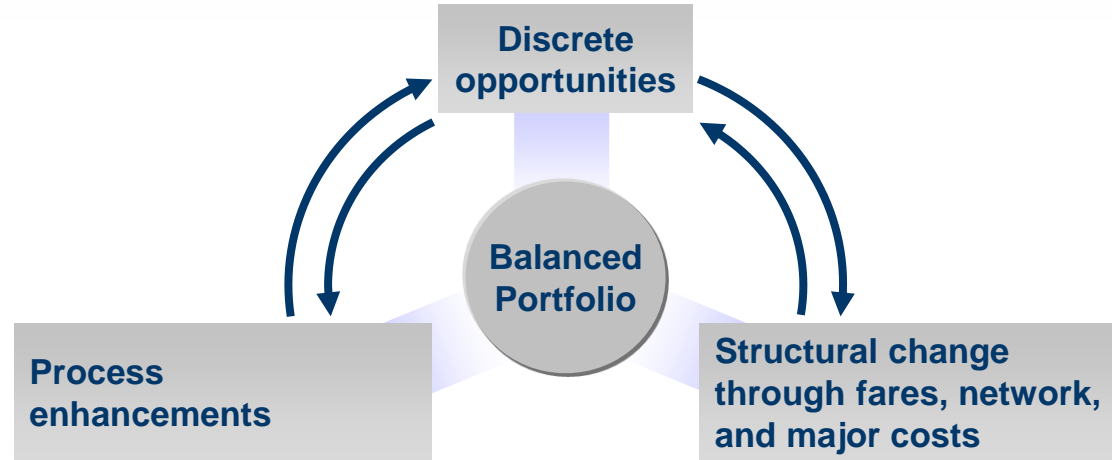 Discrete
opportunities
Balanced
Portfolio
Process
enhancements
Structural change
through fares, network,
and major costs